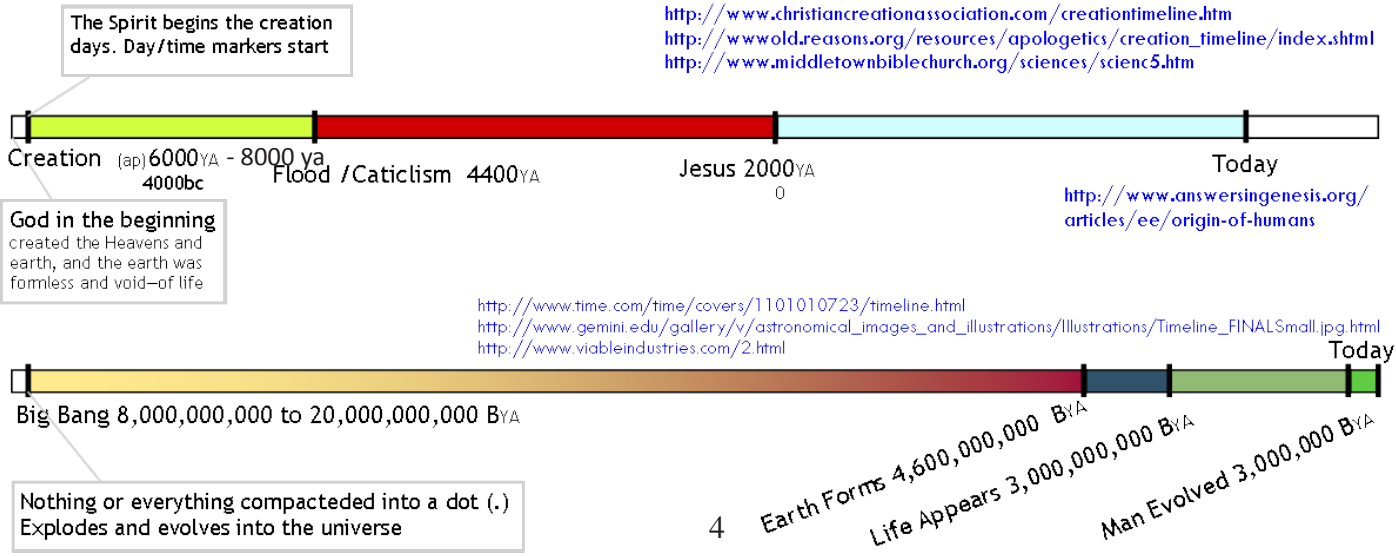 The Spirit begins the creation
days. Day/time markers start
http://www.christiancreationassociation.com/creationtimeline.htm
http://wwwold.reasons.org/resources/apologetics/creation_timeline/index.shtml
http://www.middletownbiblechurch.org/sciences/scienc5.htm
Creation (ap)6000YA - 8000 ya
4000bc
Flood /Caticlism 4400YA
Jesus 2000YA
0
Today
http://www.answersingenesis.org/
articles/ee/origin-of-humans
God in the beginning
created the Heavens and
earth, and the earth was
formless and void—of life
http://www.time.com/time/covers/1101010723/timeline.html
http://www.gemini.edu/gallery/v/astronomical_images_and_illustrations/Illustrations/Timeline_FINALSmall.jpg.html
http://www.viableindustries.com/2.html
Today
Big Bang 8,000,000,000 to 20,000,000,000 BYA
Earth Forms 4,600,000,000 BYA
Life Appears 3,000,000,000 BYA
Man Evolved 3,000,000 BYA
Nothing or everything compacteded into a dot (.)
Explodes and evolves into the universe
4